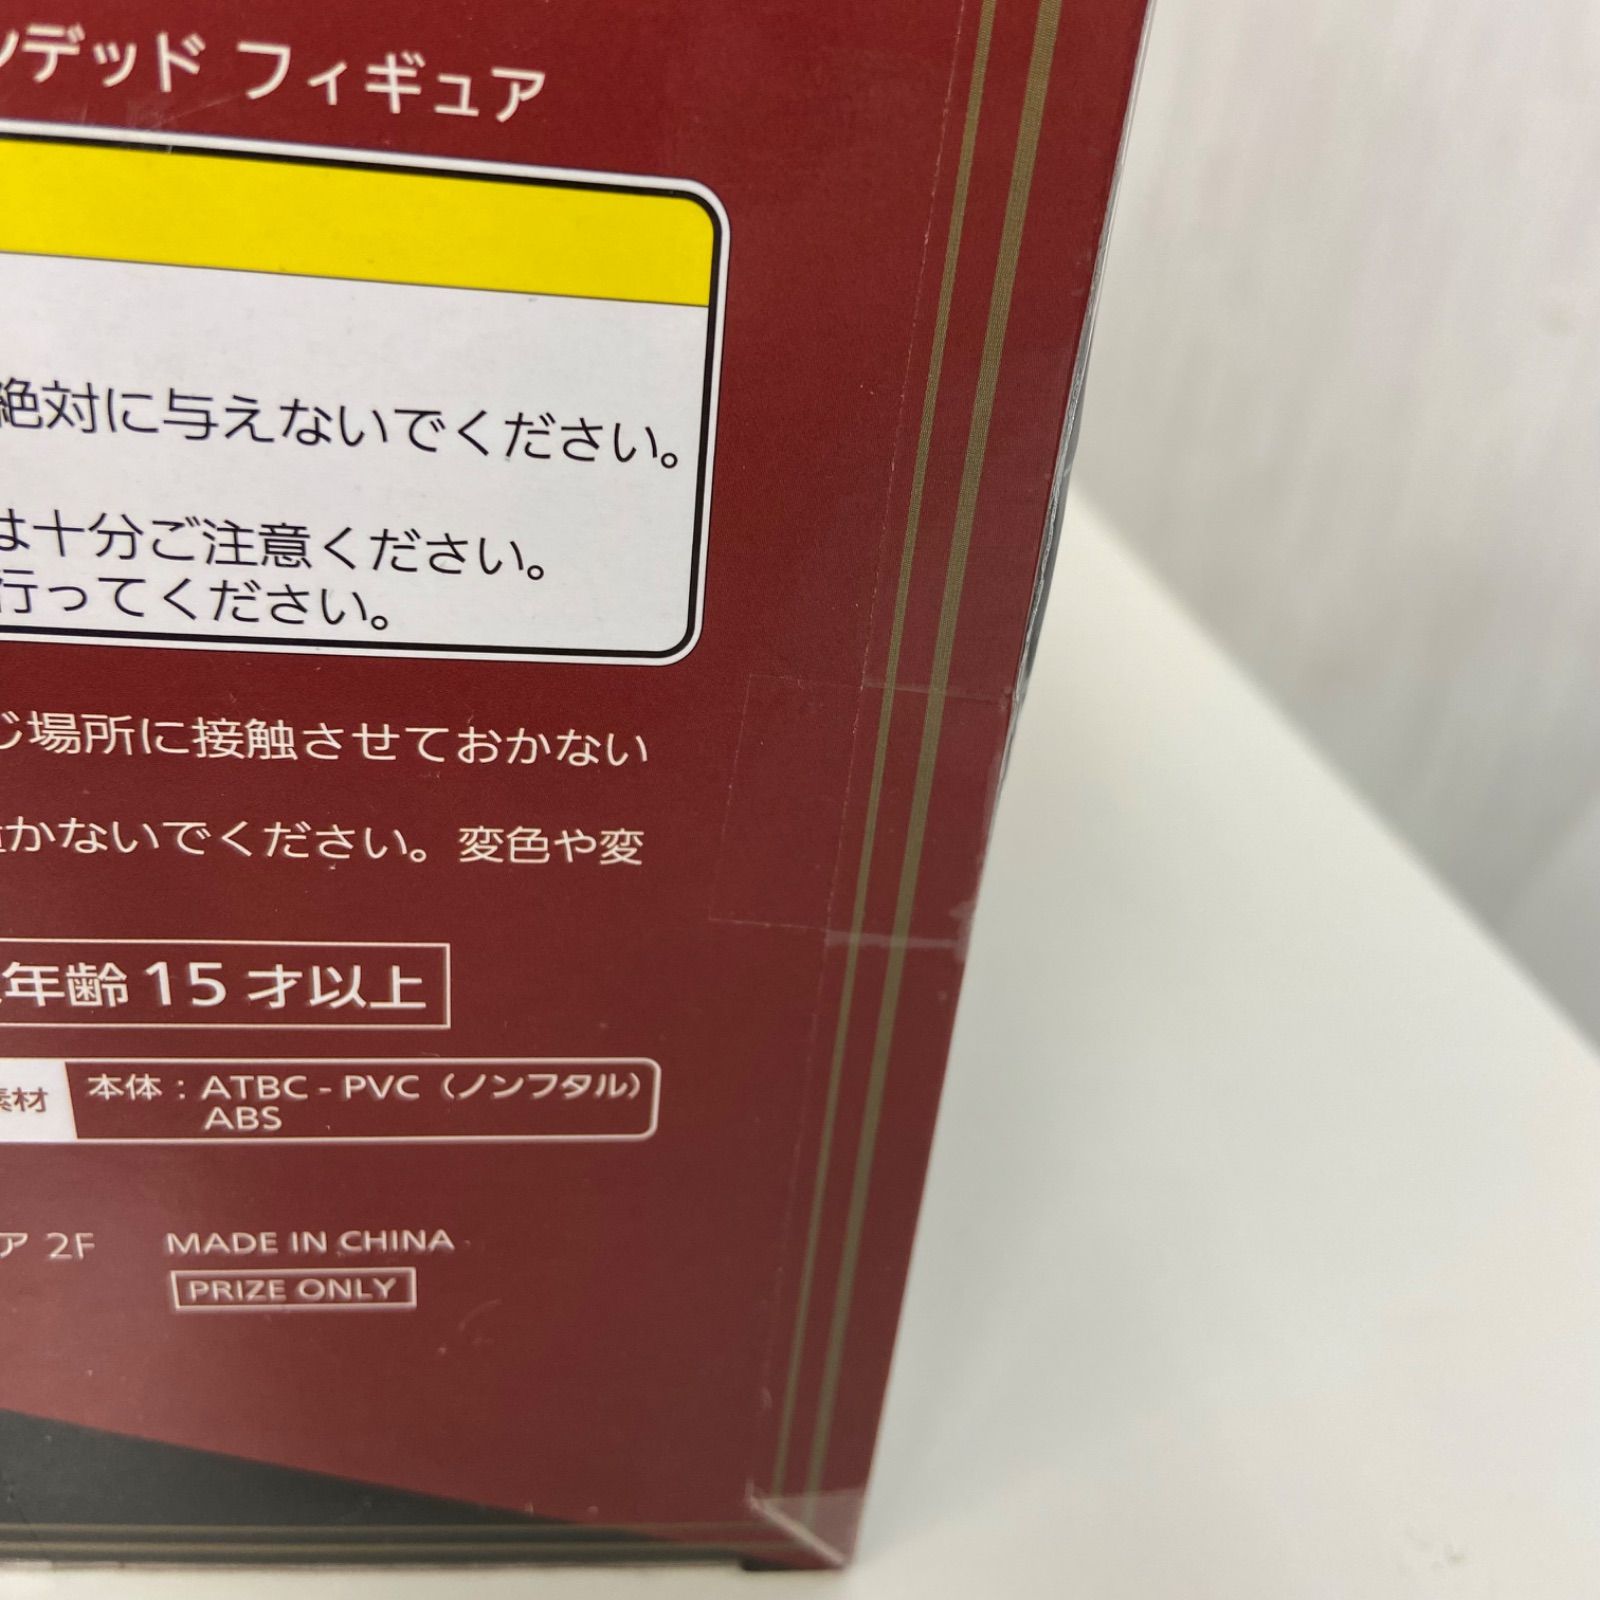 ンデッド フィギュア
絶対に与えないでください。
は十分ご注意ください。
行ってください。
じ場所に接触させておかない
かないでください。変色や変
年齢 15 才以上
素材
本体：ATBC - PVC（ノンフタル）
ABS
ア 2F
MADE IN CHINA
PRIZE ONLY